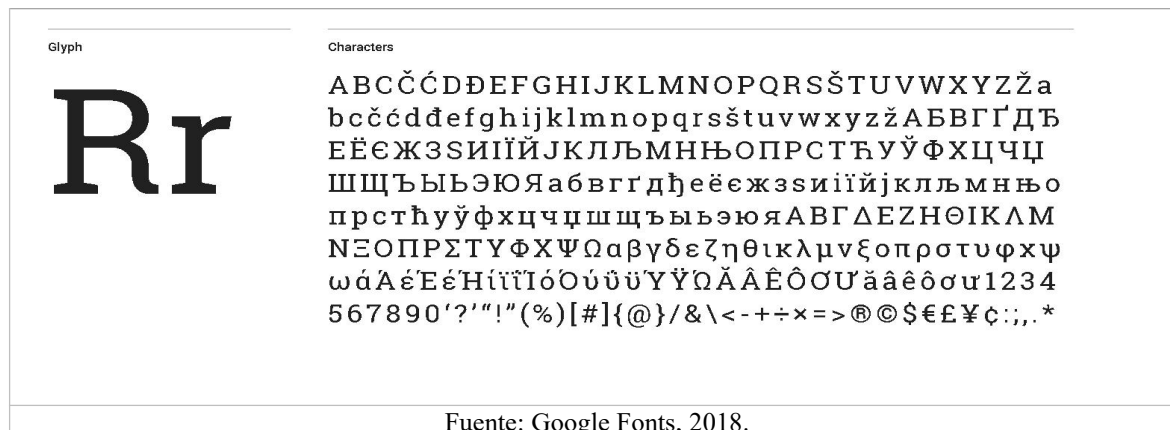 Glyph
Characters
Rr
ABCČĆDĐEFGHIJKLMNOPQRSŠTUVWXYZŽa
bcčćdđefghijklmnopqrsštuvwxyzžАБВГҐДЂ
ЕЁЄЖЗЅИІЇЙЈКЛЉМНЊОПРСТЋУЎФХЦЧЏ
ШЩЪЫЬЭЮЯабвгґдђеёєжзѕиіїйјклљмнњо
прстћуўфхцчџшщъыьэюяΑΒΓΔΕΖΗΘΙΚΛΜ
ΝΞΟΠΡΣΤΥΦΧΨΩαβγδεζηθικλμνξοπρστυφχψ
ωάΆέΈέΉίϊΐΊόΌύΰϋΎΫΏĂÂÊÔƠƯăâêôơư1234
567890‘?’“!”(%)[#]{@}/&\<-+÷×=>®©$€£¥¢:;,.*
Fuente: Google Fonts, 2018.